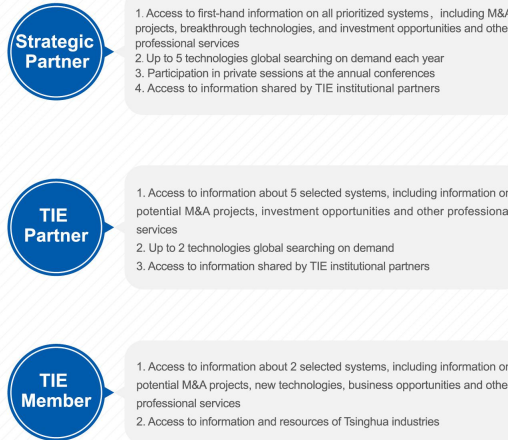 Strategic
Partner
1. Access to first-hand information on all prioritized systems, including M&A
projects, breakthrough technologies, and investment opportunities and othe
professional services
2. Up to 5 technologies global searching on demand each year
3. Participation in private sessions at the annual conferences
4. Access to information shared by TIE institutional partners
TIE
Partner
1. Access to information about 5 selected systems, including information or
potential M&A projects, investment opportunities and other professiona
services
2. Up to 2 technologies global searching on demand
3. Access to information shared by TIE institutional partners
TIE
Member
1. Access to information about 2 selected systems, including information or
potential M&A projects, new technologies, business opportunities and othe
professional services
2. Access to information and resources of Tsinghua industries